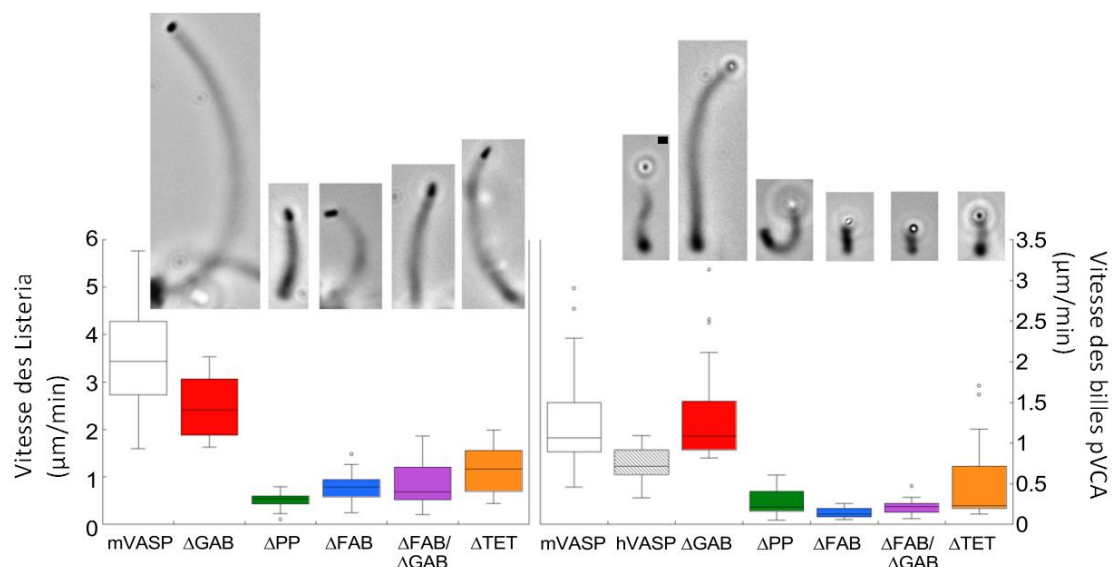 Vitesse des Listeria
(µm/min)
6
5
4
3
2
1
0
mVASP ΔGAB ΔPP ΔFAB ΔFAB/ ΔTET
ΔGAB
mVASP hVASP ΔGAB ΔPP ΔFAB ΔFAB/ ΔTET
ΔGAB
3.5
3
2.5
2
1.5
1
0.5
0
Vitesse des billes pVCA
(µm/min)